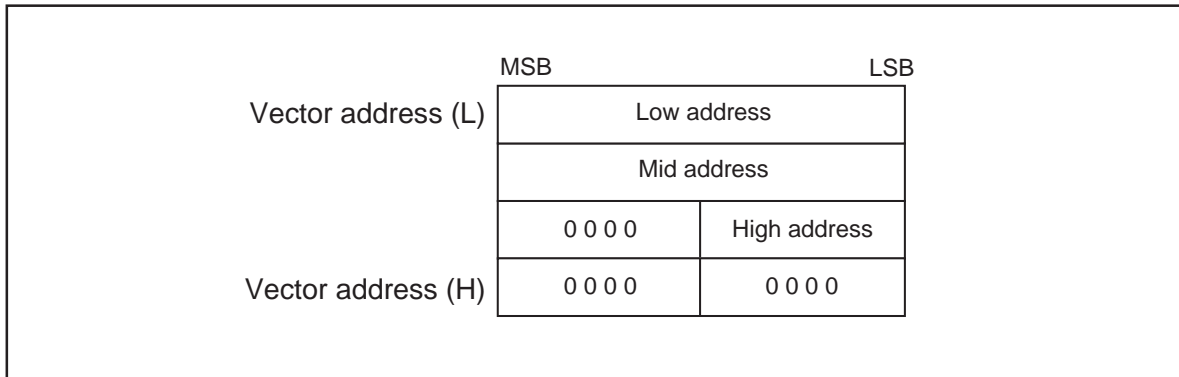 MSB LSB
Vector address (L) Low address
Mid address
0 0 0 0 High address
Vector address (H) 0 0 0 0 0 0 0 0